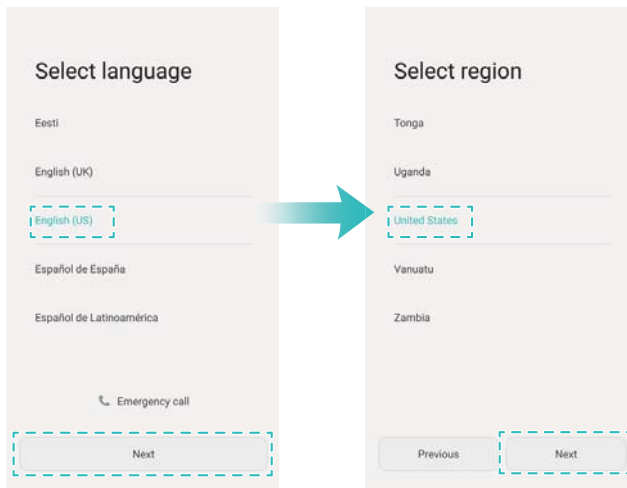 Select language
Eesti
English (UK)
English (US)
Español de España
Español de Latinoamérica
Emergency call
Next
Select region
Tonga
Uganda
United States
Vanuatu
Zambia
Previous
Next